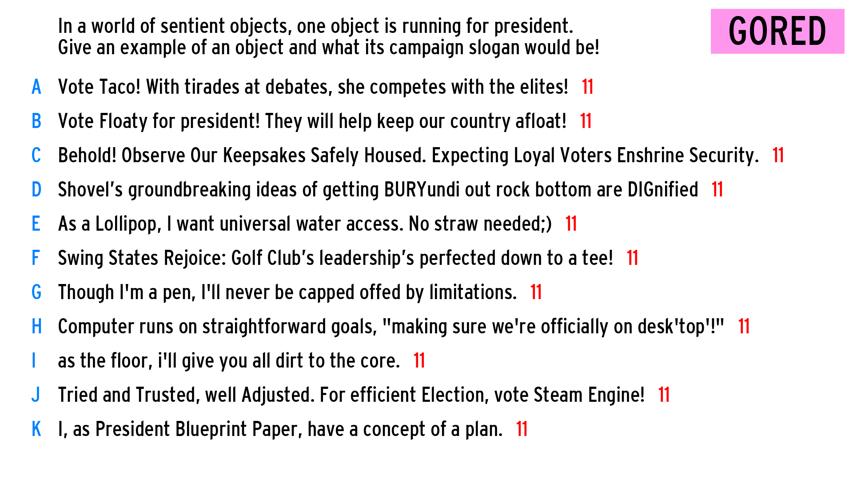 In a world of sentient objects, one object is running for president.
Give an example of an object and what its campaign slogan would be!
GORED
A Vote Taco! With tirades at debates, she competes with the elites! 11
B Vote Floaty for president! They will help keep our country afloat! 11
C Behold! Observe Our Keepsakes Safely Housed. Expecting Loyal Voters Enshrine Security. 11
D Shovel's groundbreaking ideas of getting BURYundi out rock bottom are DIGnified 11
E As a Lollipop, I want universal water access. No straw needed;) 11
F Swing States Rejoice: Golf Club's leadership's perfected down to a tee! 11
G Though I'm a pen, I'll never be capped offed by limitations. 11
H Computer runs on straightforward goals, "making sure we're officially on desk'top'!" 11
I as the floor, i'll give you all dirt to the core. 11
J Tried and Trusted, well Adjusted. For efficient Election, vote Steam Engine! 11
K I, as President Blueprint Paper, have a concept of a plan. 11